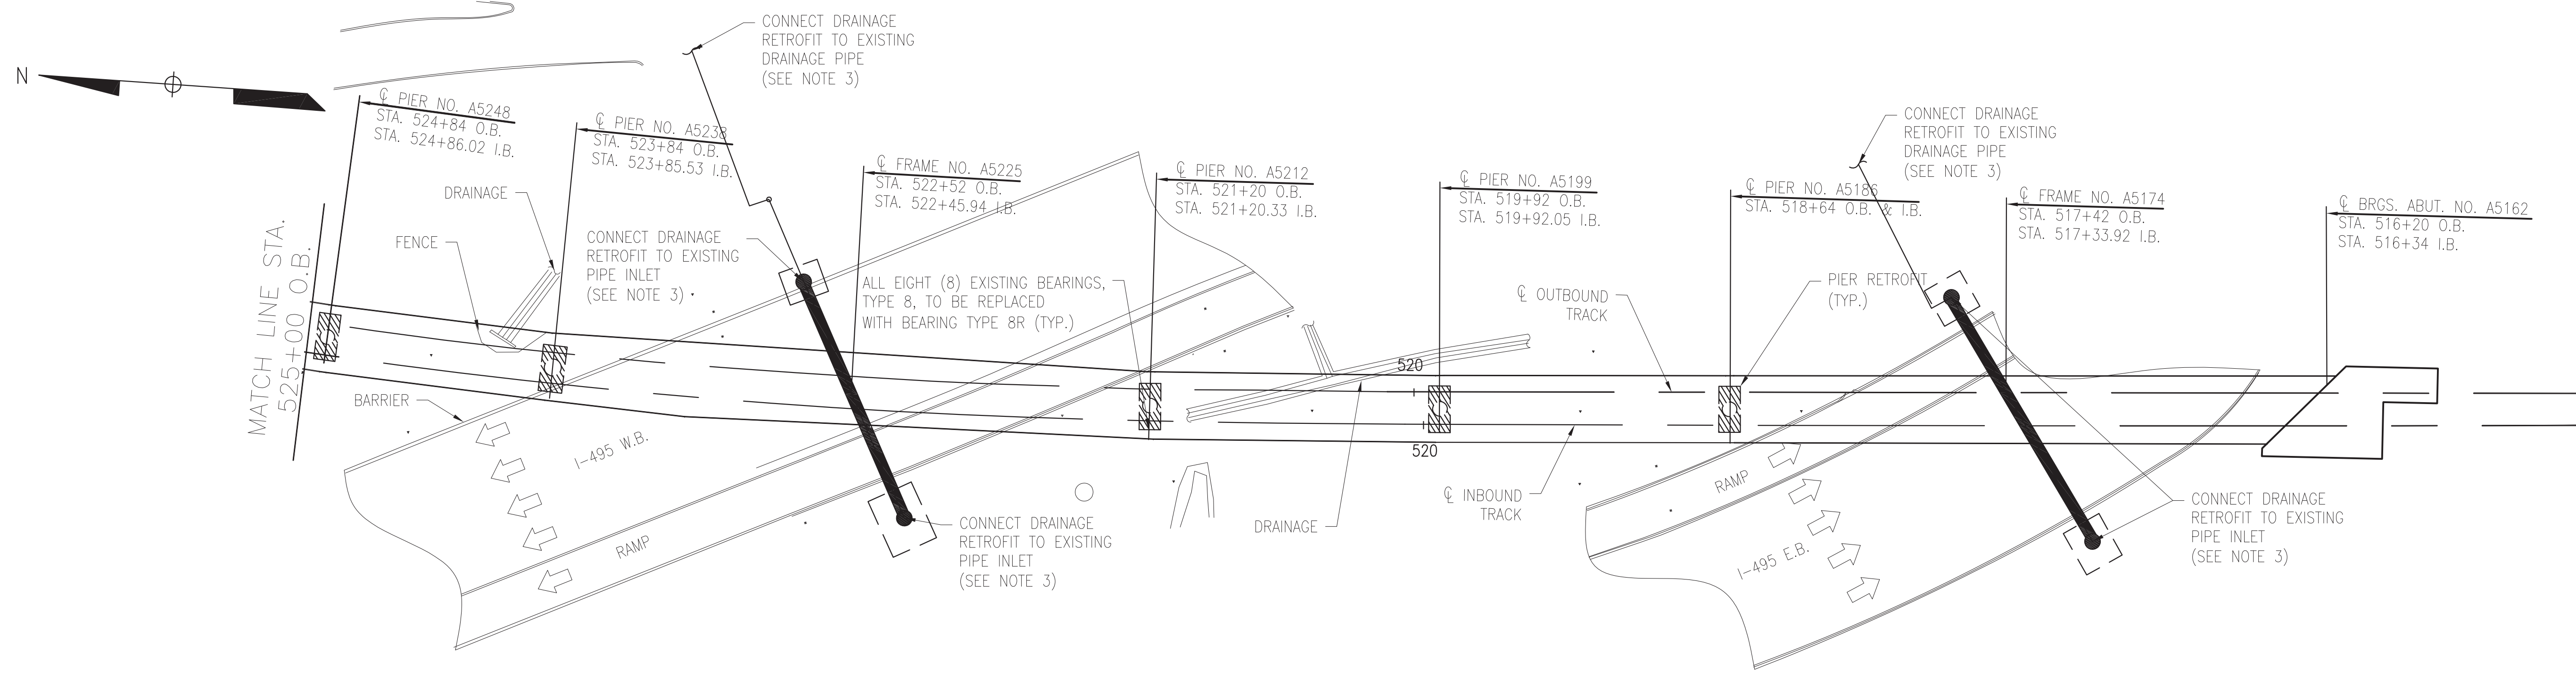 N
CONNECT DRAINAGE
RETROFIT TO EXISTING
DRAINAGE PIPE
(SEE NOTE 3)
℄ PIER NO. A5248
STA. 524+84 O.B.
STA. 524+86.02 I.B.
℄ PIER NO. A5238
STA. 523+84 O.B.
STA. 523+85.53 I.B.
℄ FRAME NO. A5225
STA. 522+52 O.B.
STA. 522+45.94 I.B.
℄ PIER NO. A5212
STA. 521+20 O.B.
STA. 521+20.33 I.B.
℄ PIER NO. A5199
STA. 519+92 O.B.
STA. 519+92.05 I.B.
℄ PIER NO. A5186
STA. 518+64 O.B. & I.B.
CONNECT DRAINAGE
RETROFIT TO EXISTING
DRAINAGE PIPE
(SEE NOTE 3)
℄ FRAME NO. A5174
STA. 517+42 O.B.
STA. 517+33.92 I.B.
℄ BRGS. ABUT. NO. A5162
STA. 516+20 O.B.
STA. 516+34 I.B.
DRAINAGE
FENCE
MATCH LINE STA.
525+00 O.B.
CONNECT DRAINAGE
RETROFIT TO EXISTING
PIPE INLET
(SEE NOTE 3)
ALL EIGHT (8) EXISTING BEARINGS,
TYPE 8, TO BE REPLACED
WITH BEARING TYPE 8R (TYP.)
℄ OUTBOUND
TRACK
PIER RETROFIT
(TYP.)
520
BARRIER
I-495 W.B.
RAMP
520
℄ INBOUND
TRACK
DRAINAGE
CONNECT DRAINAGE
RETROFIT TO EXISTING
PIPE INLET
(SEE NOTE 3)
RAMP
I-495 E.B.
CONNECT DRAINAGE
RETROFIT TO EXISTING
PIPE INLET
(SEE NOTE 3)